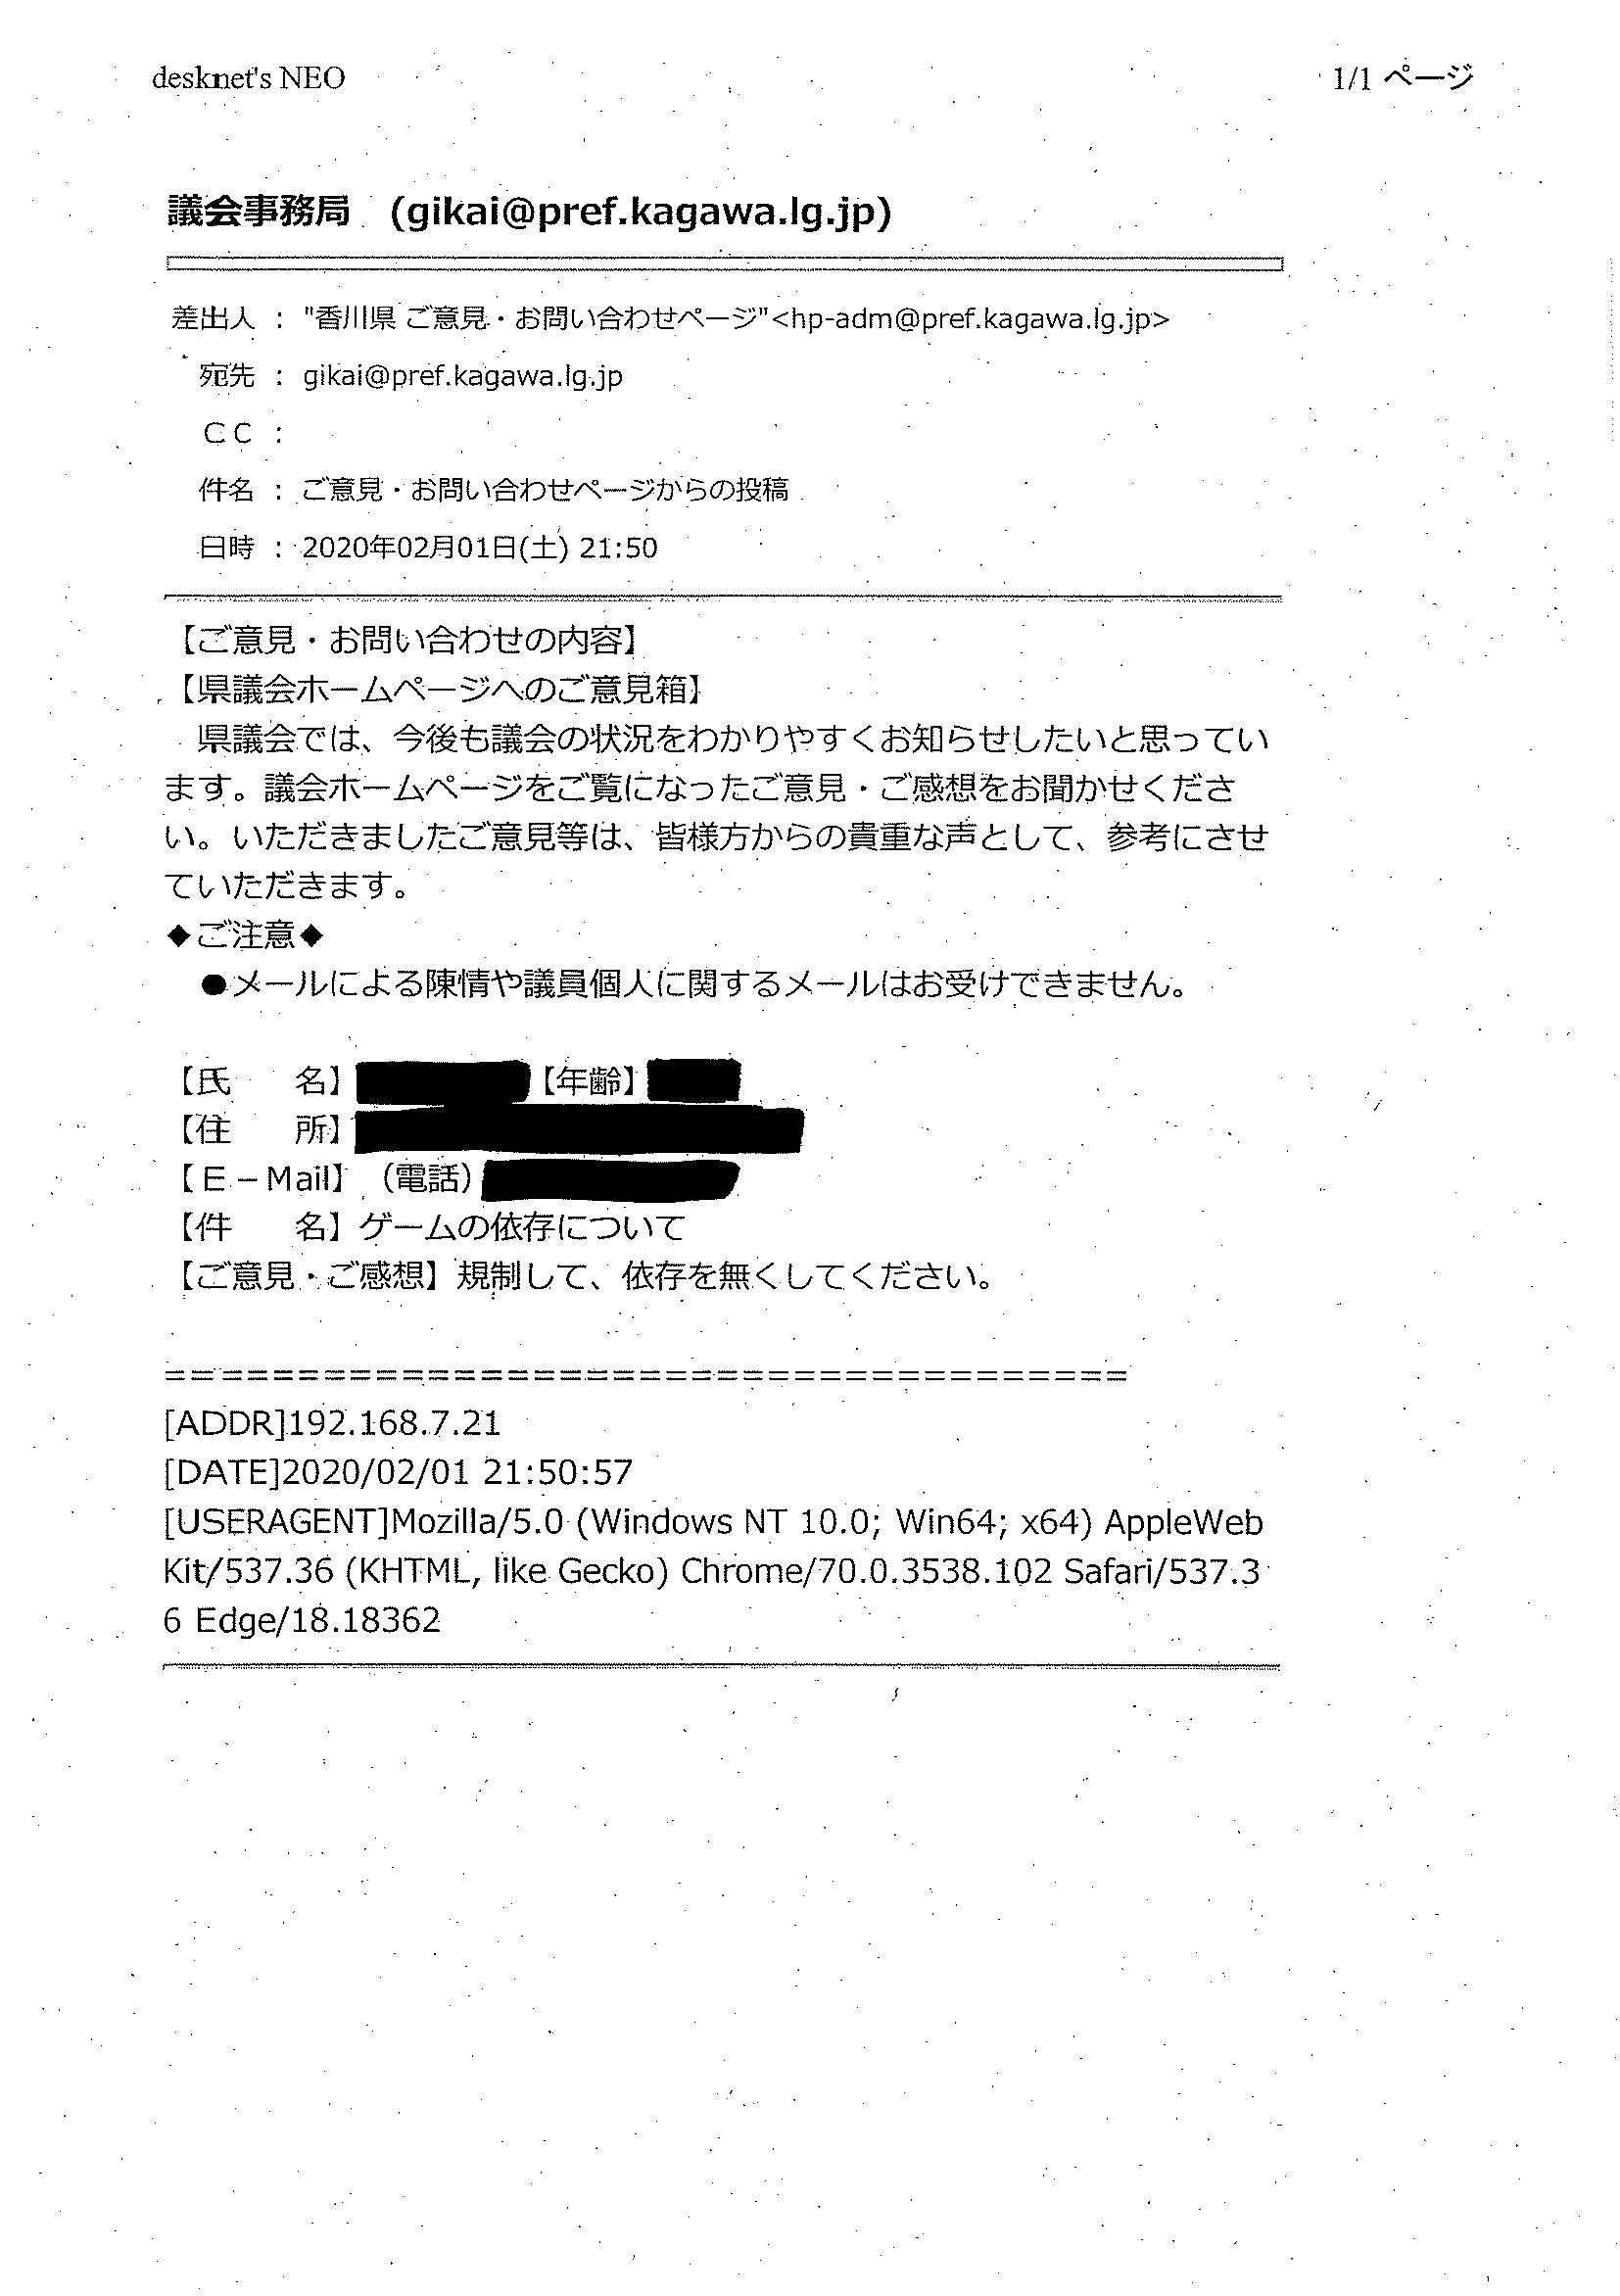 desknet's NEO
1/1 ページ
議会事務局 (gikai@pref.kagawa.lg.jp)
差出人 : "香川県 ご意見・お問い合わせページ"<hp-adm@pref.kagawa.lg.jp>
宛先 : gikai@pref.kagawa.lg.jp
CC :
件名 : ご意見・お問い合わせページからの投稿
日時 : 2020年02月01日(土) 21:50
【ご意見・お問い合わせの内容】
【県議会ホームページへのご意見箱】
県議会では、今後も議会の状況をわかりやすくお知らせしたいと思ってい
ます。議会ホームページをご覧になったご意見・ご感想をお聞かせくださ
い。いただきましたご意見等は、皆様方からの貴重な声として、参考にさせ
ていただきます。
◆ご注意◆
●メールによる陳情や議員個人に関するメールはお受けできません。
【氏　　名】【年齢】
【住　　所】
【E－Mail】（電話）
【件　　名】ゲームの依存について
【ご意見・ご感想】規制して、依存を無くしてください。
=====================================
[ADDR]192.168.7.21
[DATE]2020/02/01 21:50:57
[USERAGENT]Mozilla/5.0 (Windows NT 10.0; Win64; x64) AppleWeb
Kit/537.36 (KHTML, like Gecko) Chrome/70.0.3538.102 Safari/537.3
6 Edge/18.18362